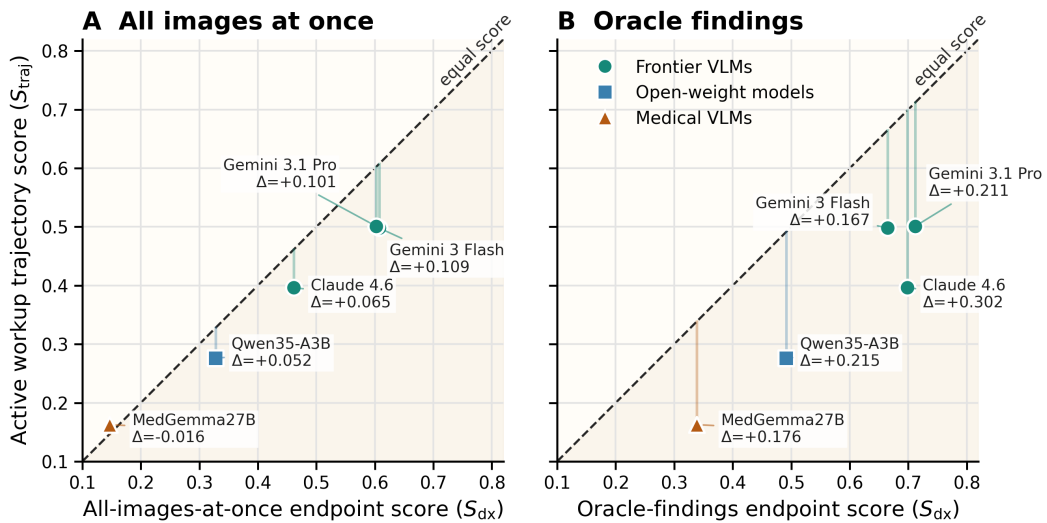 A All images at once
B Oracle findings
Active workup trajectory score (S_traj)
0.8
0.7
0.6
0.5
0.4
0.3
0.2
0.1
equal score
Gemini 3.1 Pro
Δ=+0.101
Gemini 3 Flash
Δ=+0.109
Claude 4.6
Δ=+0.065
Qwen35-A3B
Δ=+0.052
MedGemma27B
Δ=-0.016
0.1 0.2 0.3 0.4 0.5 0.6 0.7 0.8
All-images-at-once endpoint score (S_dx)
equal score
Frontier VLMs
Open-weight models
Medical VLMs
Gemini 3.1 Pro
Δ=+0.211
Gemini 3 Flash
Δ=+0.167
Claude 4.6
Δ=+0.302
Qwen35-A3B
Δ=+0.215
MedGemma27B
Δ=+0.176
0.1 0.2 0.3 0.4 0.5 0.6 0.7 0.8
Oracle-findings endpoint score (S_dx)